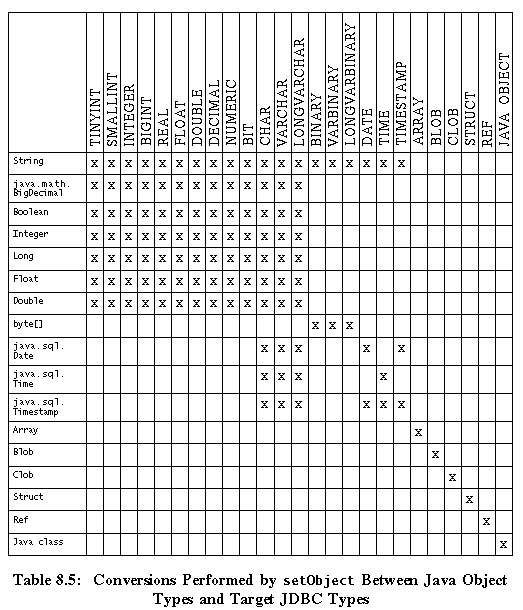 TINYINT
SMALLINT
INTEGER
BIGINT
REAL
FLOAT
DOUBLE
DECIMAL
NUMERIC
BIT
CHAR
VARCHAR
LONGVARCHAR
BINARY
VARBINARY
LONGVARBINARY
DATE
TIME
TIMESTAMP
ARRAY
BLOB
CLOB
STRUCT
REF
JAVA OBJECT
String x x x x x x x x x x x x x x x x x x x
java.math.
BigDecimal x x x x x x x x x x x x x
Boolean x x x x x x x x x x x x x
Integer x x x x x x x x x x x x x
Long x x x x x x x x x x x x x
Float x x x x x x x x x x x x x
Double x x x x x x x x x x x x x
byte[] x x x
java.sql.
Date x x x x x
java.sql.
Time x x x x
java.sql.
Timestamp x x x x x x
Array x
Blob x
Clob x
Struct x
Ref x
Java class x
Table 8.5: Conversions Performed by setObject Between Java Object
Types and Target JDBC Types